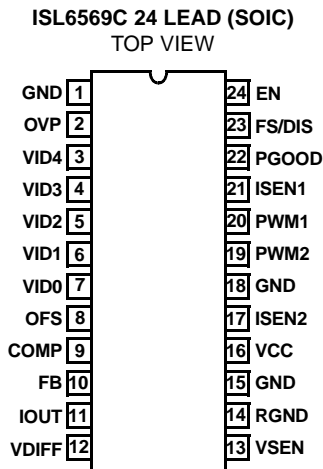 ISL6569C 24 LEAD (SOIC)
TOP VIEW
GND 1 24 EN
OVP 2 23 FS/DIS
VID4 3 22 PGOOD
VID3 4 21 ISEN1
VID2 5 20 PWM1
VID1 6 19 PWM2
VID0 7 18 GND
OFS 8 17 ISEN2
COMP 9 16 VCC
FB 10 15 GND
IOUT 11 14 RGND
VDIFF 12 13 VSEN